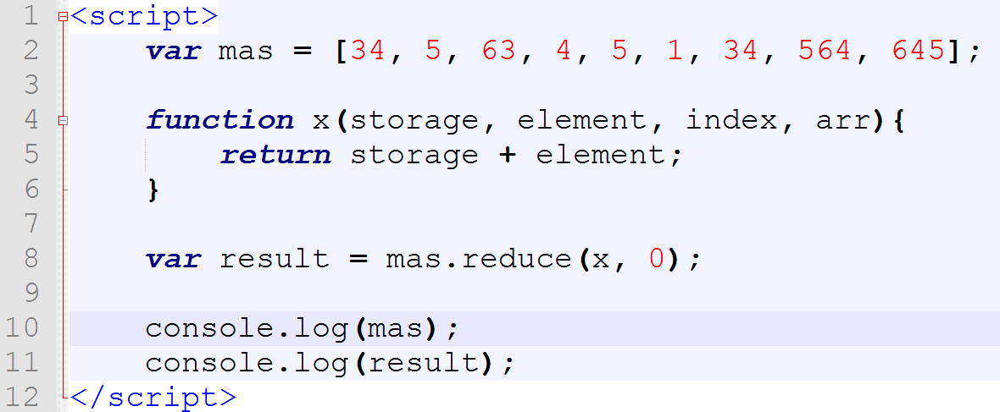 1 <script>
2 var mas = [34, 5, 63, 4, 5, 1, 34, 564, 645];
3
4 function x(storage, element, index, arr){
5 return storage + element;
6 }
7
8 var result = mas.reduce(x, 0);
9
10 console.log(mas);
11 console.log(result);
12 </script>